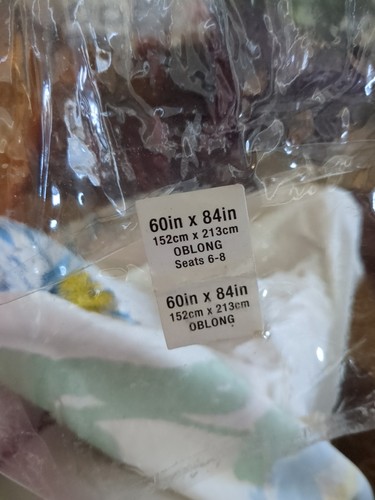 60in x 84in
152cm x 213cm
OBLONG
Seats 6-8
60in x 84in
152cm x 213cm
OBLONG